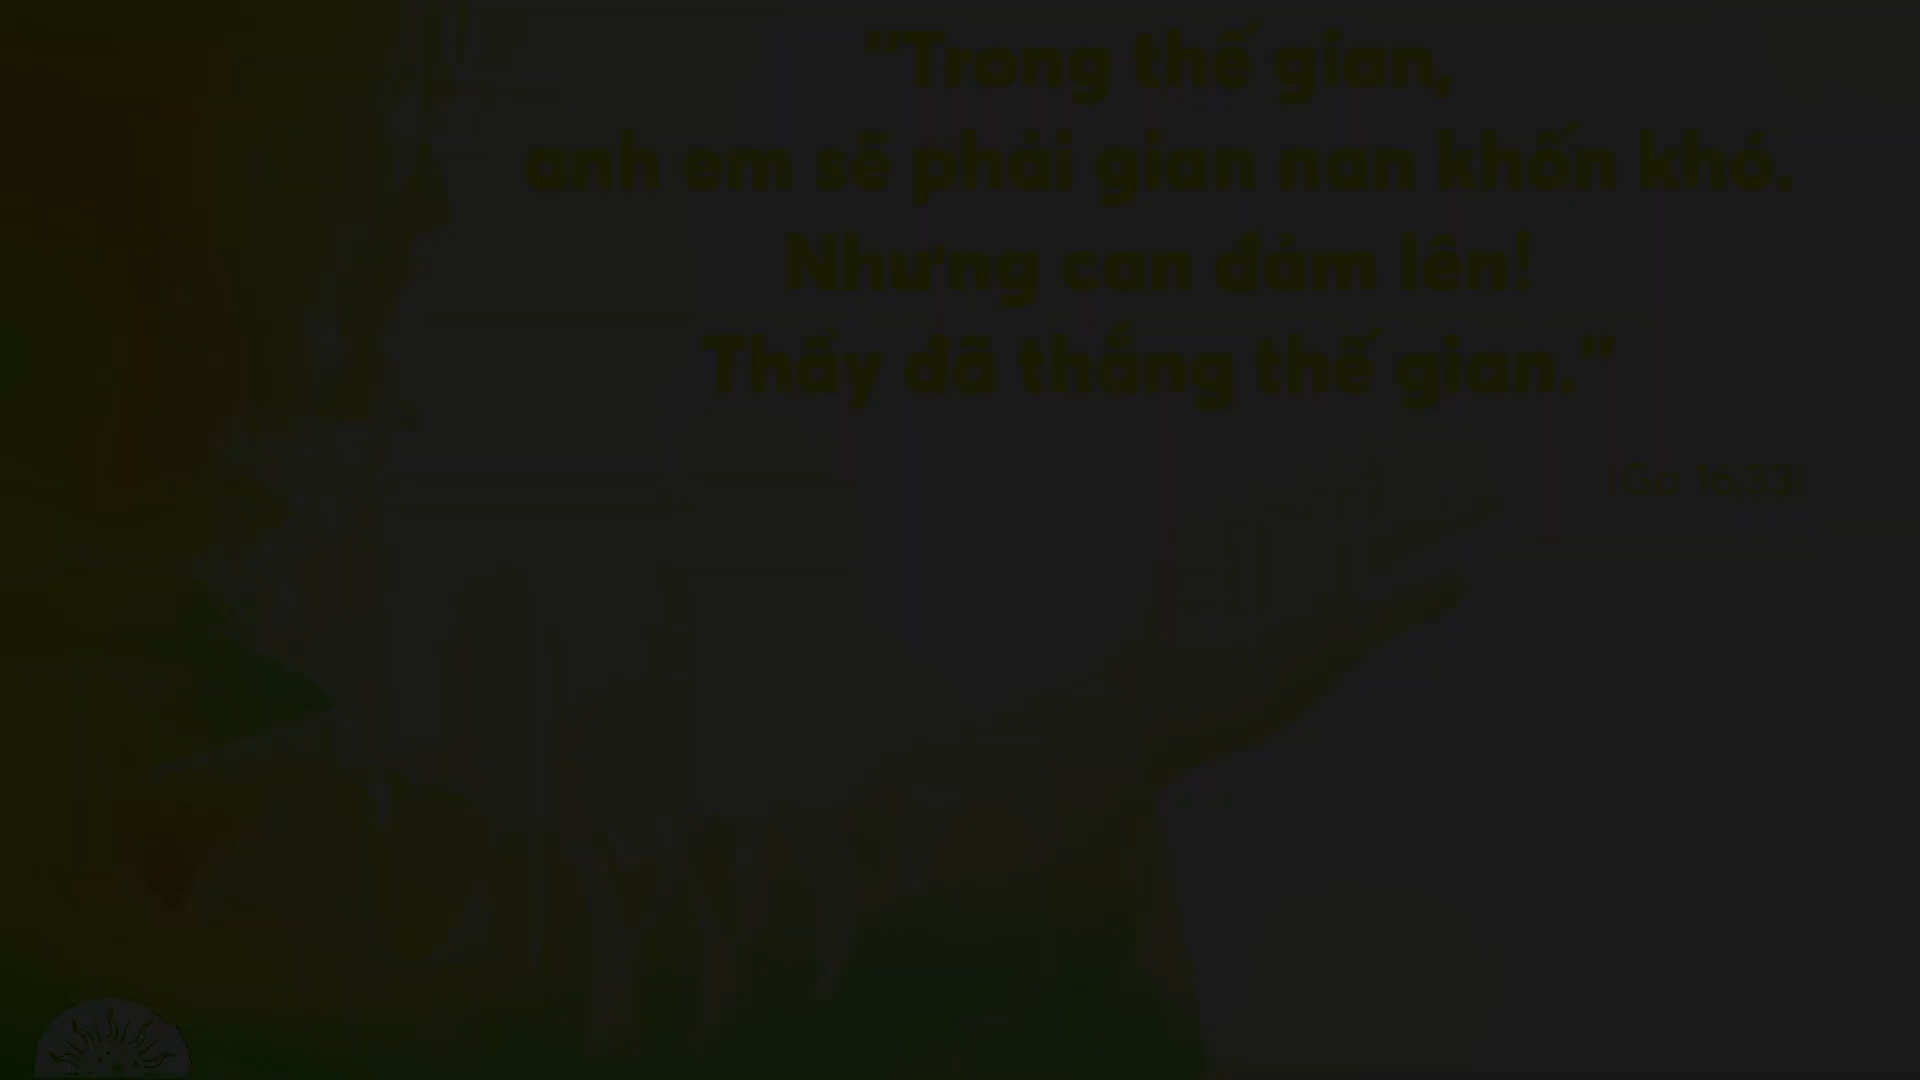 “Trong thế gian,
anh em sẽ phải gian nan khốn khó.
Nhưng can đảm lên!
Thầy đã thắng thế gian.”
(Ga 16:33)